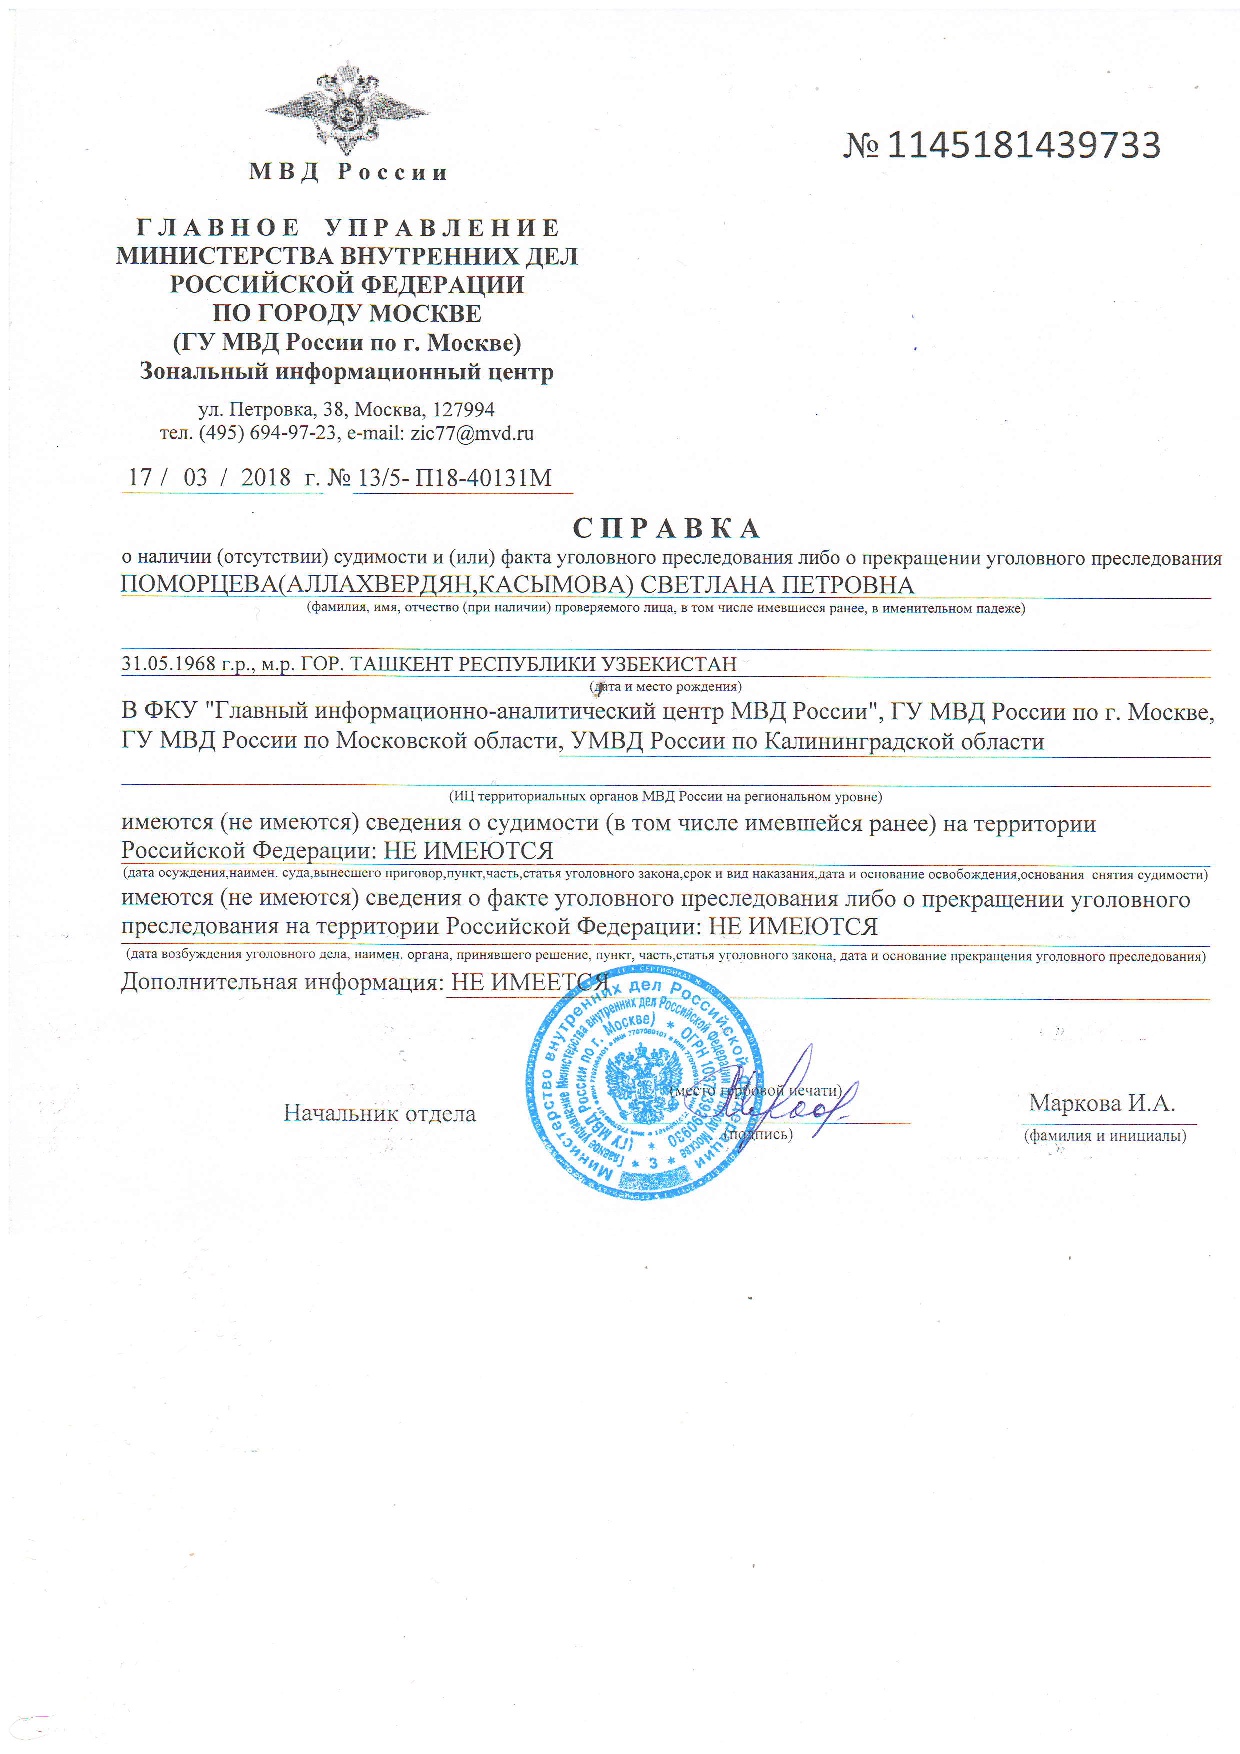 МВД России
№ 1145181439733
ГЛАВНОЕ УПРАВЛЕНИЕ
МИНИСТЕРСТВА ВНУТРЕННИХ ДЕЛ
РОССИЙСКОЙ ФЕДЕРАЦИИ
ПО ГОРОДУ МОСКВЕ
(ГУ МВД России по г. Москве)
Зональный информационный центр
ул. Петровка, 38, Москва, 127994
тел. (495) 694-97-23, e-mail: zic77@mvd.ru
17 / 03 / 2018 г. № 13/5- П18-40131М
СПРАВКА
о наличии (отсутствии) судимости и (или) факта уголовного преследования либо о прекращении уголовного преследования
ПОМОРЦЕВА(АЛЛАХВЕРДЯН,КАСЫМОВА) СВЕТЛАНА ПЕТРОВНА
(фамилия, имя, отчество (при наличии) проверяемого лица, в том числе имевшиеся ранее, в именительном падеже)
31.05.1968 г.р., м.р. ГОР. ТАШКЕНТ РЕСПУБЛИКИ УЗБЕКИСТАН
(дата и место рождения)
В ФКУ "Главный информационно-аналитический центр МВД России", ГУ МВД России по г. Москве,
ГУ МВД России по Московской области, УМВД России по Калининградской области
(ИЦ территориальных органов МВД России на региональном уровне)
имеются (не имеются) сведения о судимости (в том числе имевшейся ранее) на территории
Российской Федерации: НЕ ИМЕЮТСЯ
(дата осуждения,наимен. суда,вынесшего приговор,пункт,часть,статья уголовного закона,срок и вид наказания,дата и основание освобождения,основания снятия судимости)
имеются (не имеются) сведения о факте уголовного преследования либо о прекращении уголовного
преследования на территории Российской Федерации: НЕ ИМЕЮТСЯ
(дата возбуждения уголовного дела, наимен. органа, принявшего решение, пункт, часть,статья уголовного закона, дата и основание прекращения уголовного преследования)
Дополнительная информация: НЕ ИМЕЕТСЯ
Министерство внутренних дел Российской Федерации
Главное управление Министерства внутренних дел Российской Федерации по городу Москве
(ГУ МВД России по г. Москве) * ОГРН 1037739290930 *
* 3 *
(место гербовой печати)
Начальник отдела
(подпись)
Маркова И.А.
(фамилия и инициалы)